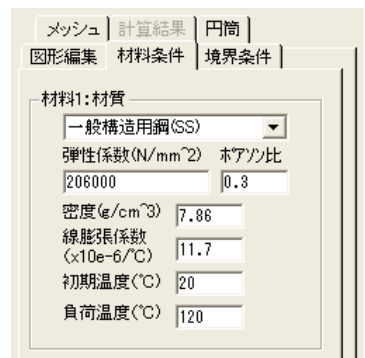 メッシュ 計算結果 円筒
図形編集 材料条件 境界条件
材料1:材質
一般構造用鋼(SS)
弾性係数(N/mm^2) ポアソン比
206000 0.3
密度(g/cm^3) 7.86
線膨張係数
(x10e-6/℃) 11.7
初期温度(℃) 20
負荷温度(℃) 120